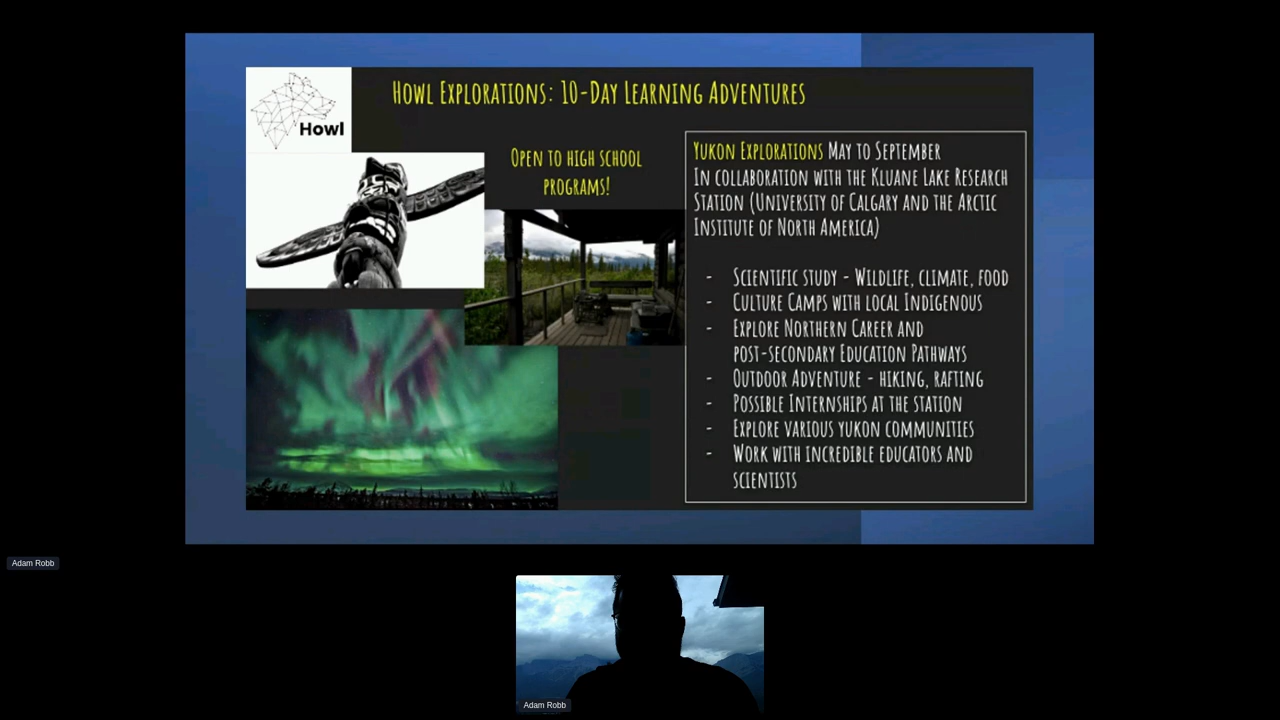 Howl Explorations: 10-Day Learning Adventures
Howl
Open to high school
programs!
Yukon Explorations May to September
In collaboration with the Kluane Lake Research
Station (University of Calgary and the Arctic
Institute of North America)
- Scientific study - Wildlife, climate, food
- Culture Camps with local Indigenous
- Explore Northern Career and
post-secondary Education Pathways
- Outdoor Adventure - hiking, rafting
- Possible Internships at the station
- Explore various yukon communities
- Work with incredible educators and
scientists
Adam Robb
Adam Robb